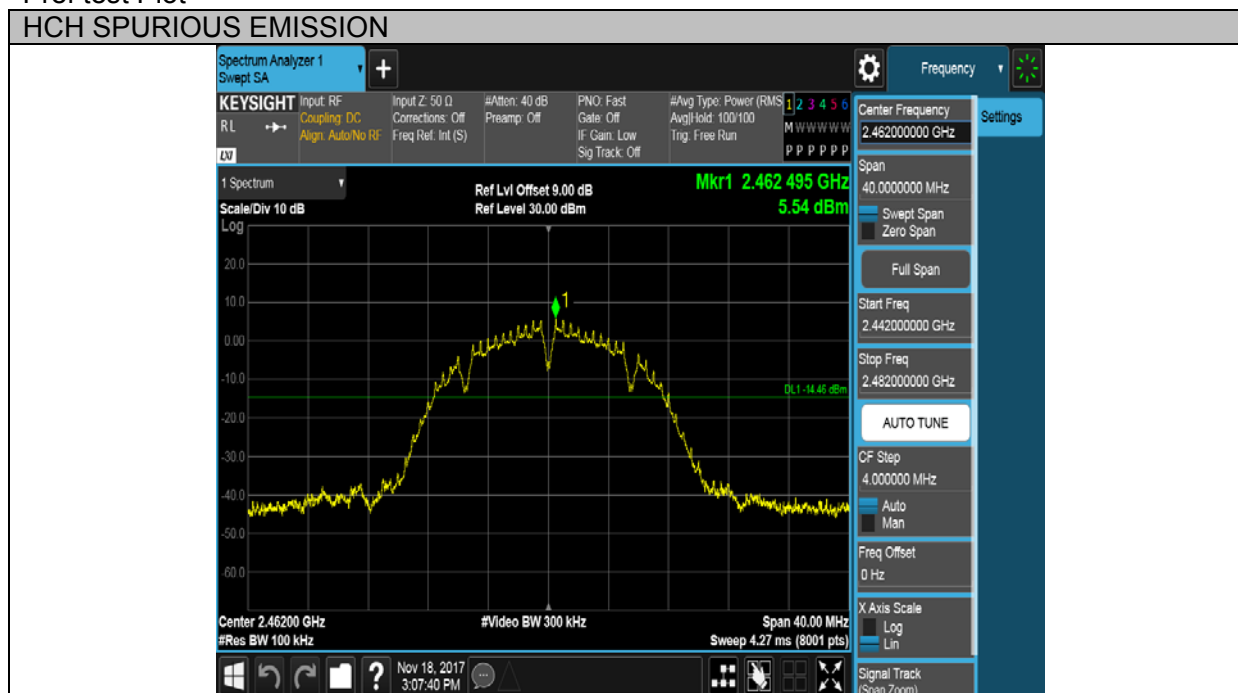 HCH SPURIOUS EMISSION
Spectrum Analyzer 1
Swept SA
+
Frequency
KEYSIGHT
RL
LXI
Input: RF
Coupling: DC
Align: Auto/No RF
Input Z: 50 Ω
Corrections: Off
Freq Ref: Int (S)
#Atten: 40 dB
Preamp: Off
PNO: Fast
Gate: Off
IF Gain: Low
Sig Track: Off
#Avg Type: Power (RMS
Avg|Hold: 100/100
Trig: Free Run
1 2 3 4 5 6
M W W W W W
P P P P P P
1 Spectrum
Scale/Div 10 dB
Log
Ref Lvl Offset 9.00 dB
Ref Level 30.00 dBm
Mkr1 2.462 495 GHz
5.54 dBm
20.0
10.0
0.00
-10.0
-20.0
-30.0
-40.0
-50.0
-60.0
1
DL1 -14.46 dBm
Center 2.46200 GHz
#Res BW 100 kHz
#Video BW 300 kHz
Span 40.00 MHz
Sweep 4.27 ms (8001 pts)
?
Nov 18, 2017
3:07:40 PM
Center Frequency
2.462000000 GHz
Settings
Span
40.0000000 MHz
Swept Span
Zero Span
Full Span
Start Freq
2.442000000 GHz
Stop Freq
2.482000000 GHz
AUTO TUNE
CF Step
4.000000 MHz
Auto
Man
Freq Offset
0 Hz
X Axis Scale
Log
Lin
Signal Track
(Span Zoom)